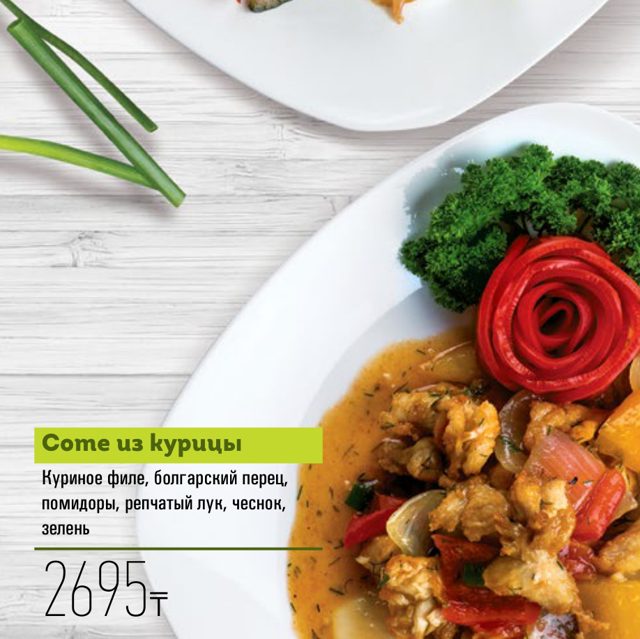 Соте из курицы
Куриное филе, болгарский перец,
помидоры, репчатый лук, чеснок,
зелень
2695₸